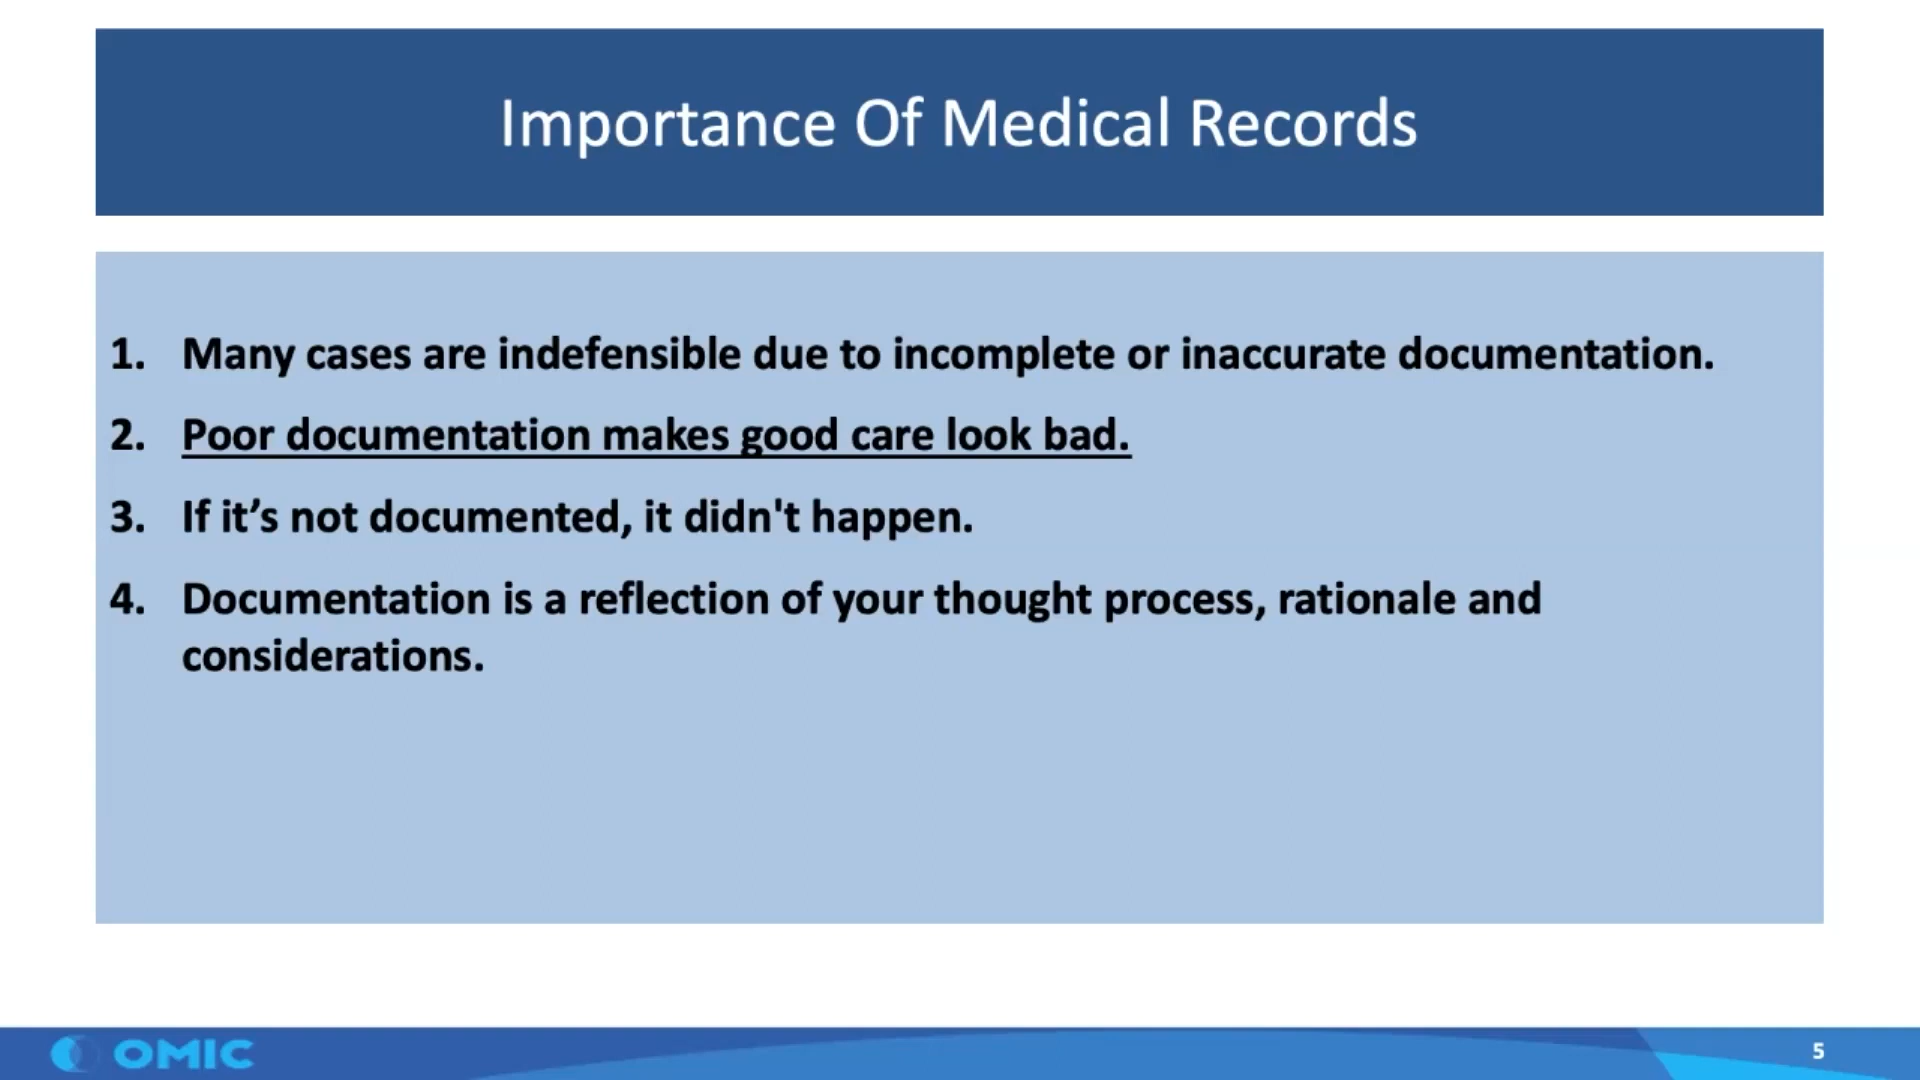 Importance Of Medical Records
1. Many cases are indefensible due to incomplete or inaccurate documentation.
2. Poor documentation makes good care look bad.
3. If it’s not documented, it didn't happen.
4. Documentation is a reflection of your thought process, rationale and
considerations.
OMIC
5